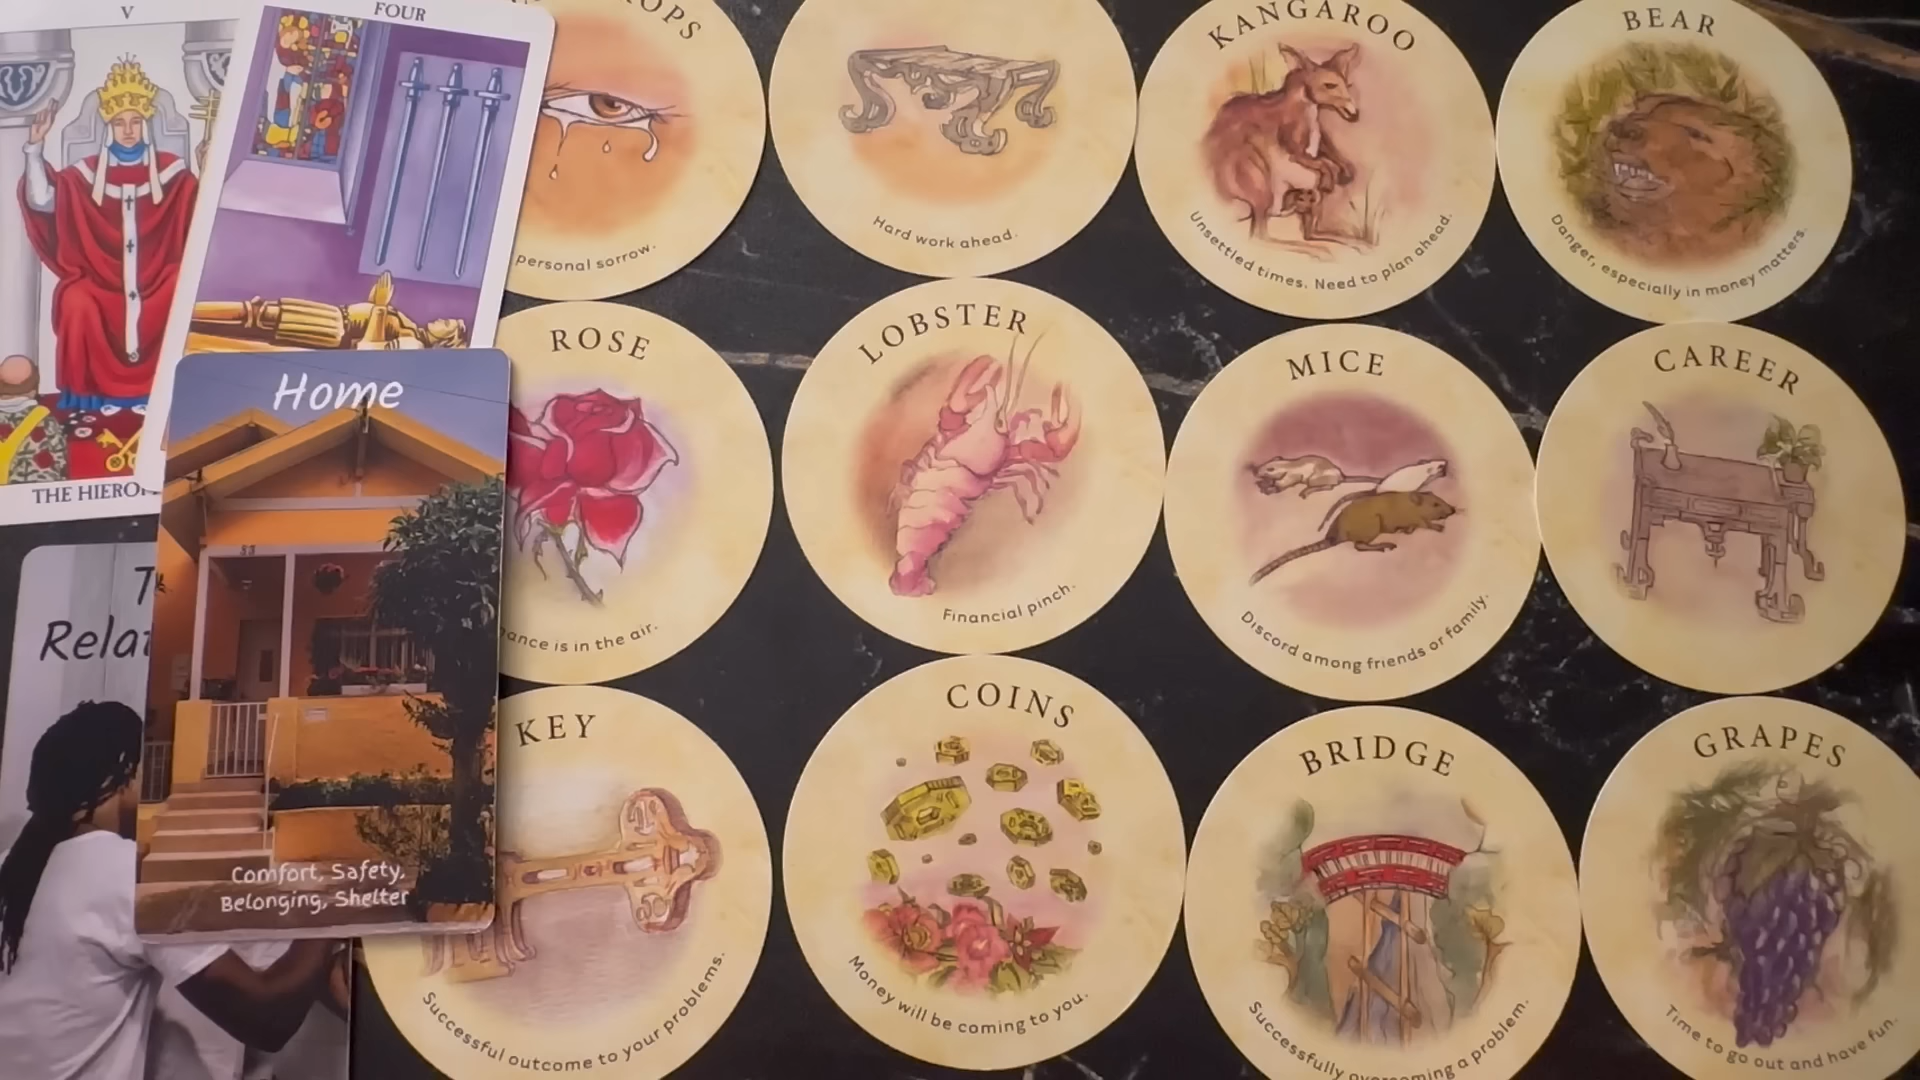 V
THE HIERO
FOUR
Home
Comfort, Safety,
Belonging, Shelter
OPS
personal sorrow.
Hard work ahead.
KANGAROO
Unsettled times. Need to plan ahead.
BEAR
Danger, especially in money matters.
ROSE
is in the air.
LOBSTER
Financial pinch.
MICE
Discord among friends or family.
CAREER
KEY
Successful outcome to your problems.
COINS
Money will be coming to you.
BRIDGE
Successfully overcoming a problem.
GRAPES
Time to go out and have fun.